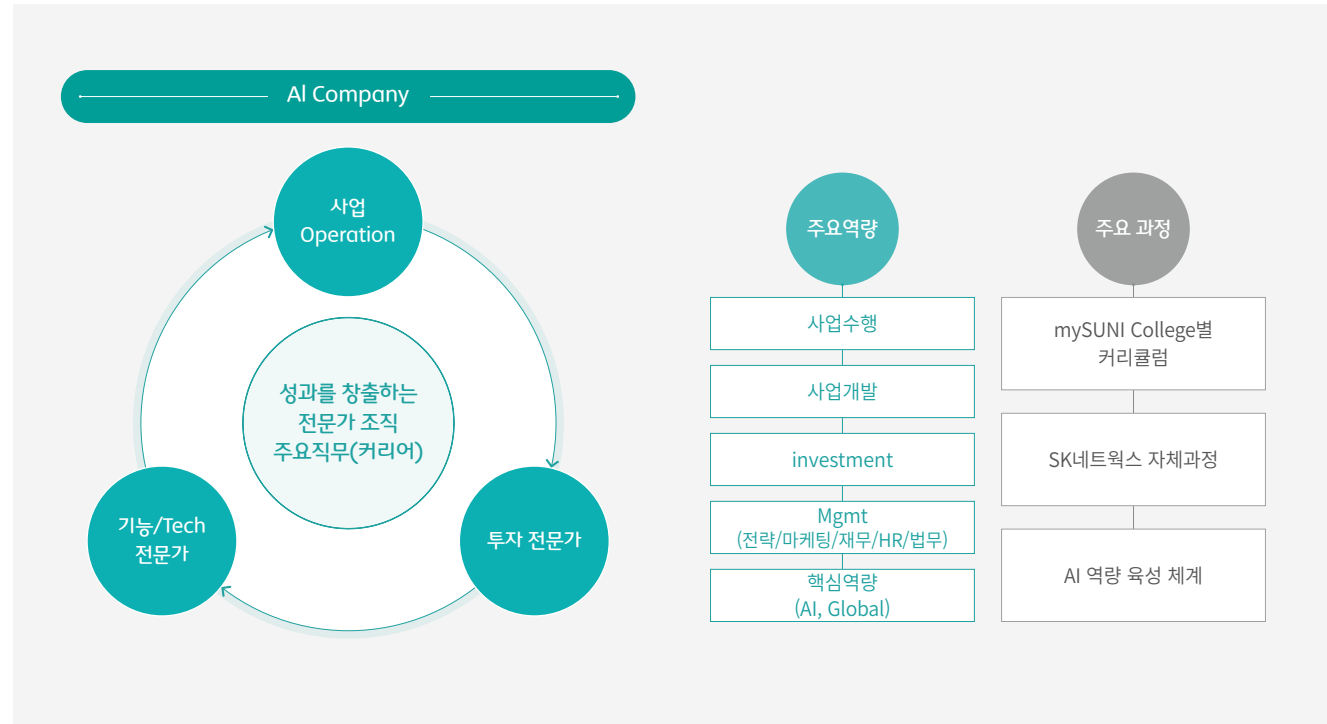 AI Company
사업
Operation
성과를 창출하는
전문가 조직
주요직무(커리어)
기능/Tech
전문가
투자 전문가
주요역량
사업수행
사업개발
investment
Mgmt
(전략/마케팅/재무/HR/법무)
핵심역량
(AI, Global)
주요 과정
mySUNI College별
커리큘럼
SK네트웍스 자체과정
AI 역량 육성 체계